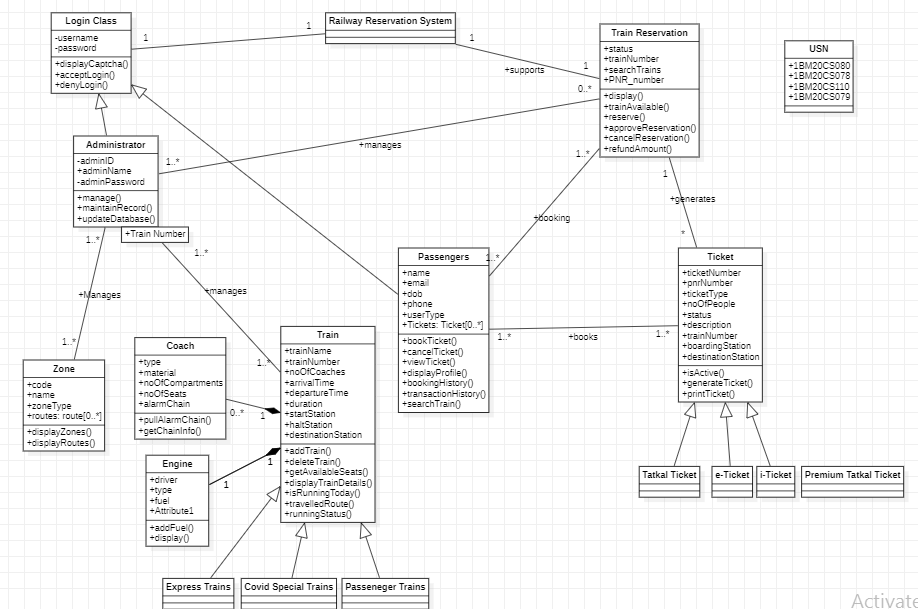 Login Class
-username
-password
+displayCaptcha()
+acceptLogin()
+denyLogin()
1
1
Railway Reservation System
1
+supports
1
Train Reservation
+status
+trainNumber
+searchTrains
+PNR_number
+display()
+trainAvailable()
+reserve()
+approveReservation()
+cancelReservation()
+refundAmount()
0..*
USN
+1BM20CS080
+1BM20CS078
+1BM20CS110
+1BM20CS079
Administrator
-adminID
+adminName
-adminPassword
+manage()
+maintainRecord()
+updateDatabase()
1..*
+manages
+Train Number
1..*
+Manages
1..*
1..*
+manages
1..*
1..*
+booking
1..*
1
+generates
*
Zone
+code
+name
+zoneType
+routes: route[0..*]
+displayZones()
+displayRoutes()
Coach
+type
+material
+noOfCompartments
+noOfSeats
+alarmChain
+pullAlarmChain()
+getChainInfo()
0..*
1
Engine
+driver
+type
+fuel
+Attribute1
+addFuel()
+display()
1
1
Train
+trainName
+trainNumber
+noOfCoaches
+arrivalTime
+departureTime
+duration
+startStation
+haltStation
+destinationStation
+addTrain()
+deleteTrain()
+getAvailableSeats()
+displayTrainDetails()
+isRunningToday()
+travelledRoute()
+runningStatus()
Passengers
+name
+email
+dob
+phone
+userType
+Tickets: Ticket[0..*]
+bookTicket()
+cancelTicket()
+viewTicket()
+displayProfile()
+bookingHistory()
+transactionHistory()
+searchTrain()
1..*
+books
1..*
Ticket
+ticketNumber
+pnrNumber
+ticketType
+noOfPeople
+status
+description
+trainNumber
+boardingStation
+destinationStation
+isActive()
+generateTicket()
+printTicket()
Tatkal Ticket
e-Ticket
i-Ticket
Premium Tatkal Ticket
Express Trains
Covid Special Trains
Passeneger Trains
Activate